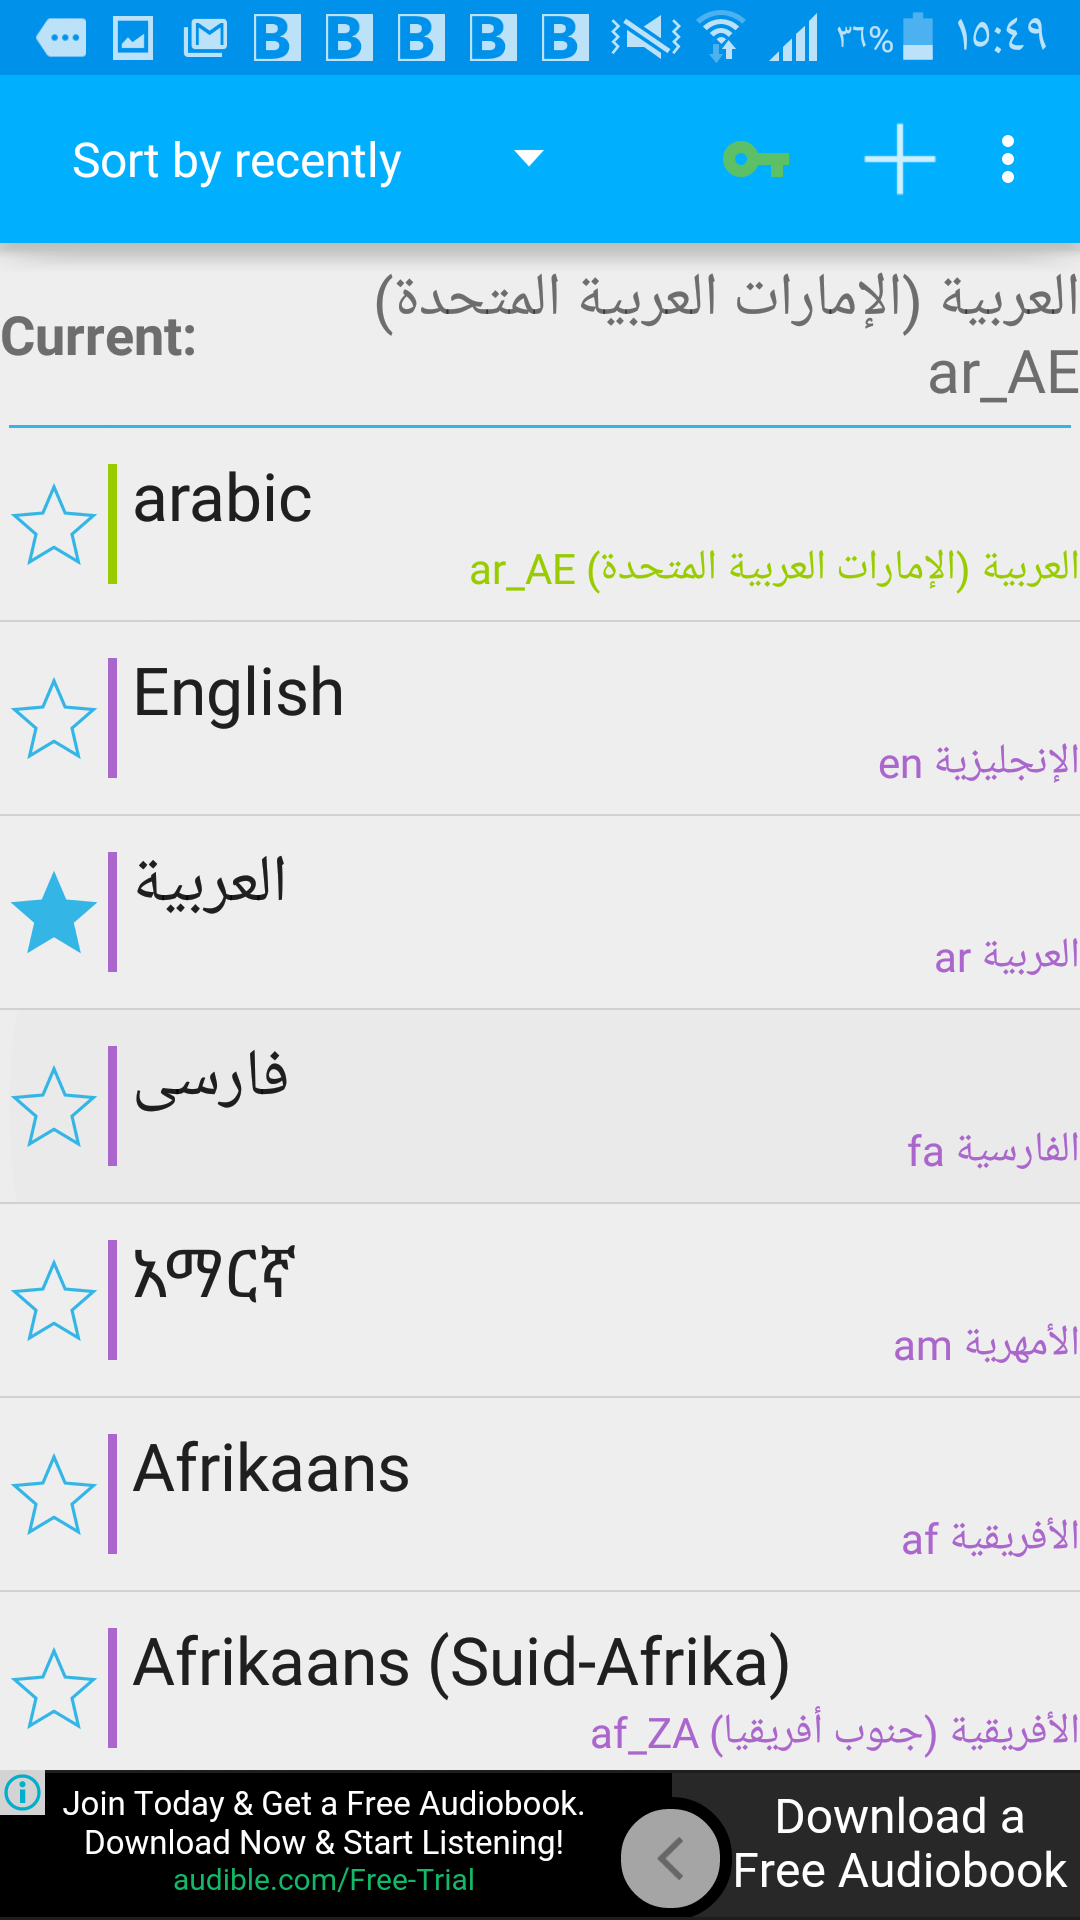 ٣٦% ١٥:٤٩
Sort by recently
العربية (الإمارات العربية المتحدة)
Current:
ar_AE
arabic
العربية (الإمارات العربية المتحدة) ar_AE
English
الإنجليزية en
العربية
العربية ar
فارسی
الفارسية fa
አማርኛ
الأمهرية am
Afrikaans
الأفريقية af
Afrikaans (Suid-Afrika)
الأفريقية (جنوب أفريقيا) af_ZA
Join Today & Get a Free Audiobook.
Download Now & Start Listening!
audible.com/Free-Trial
Download a
Free Audiobook